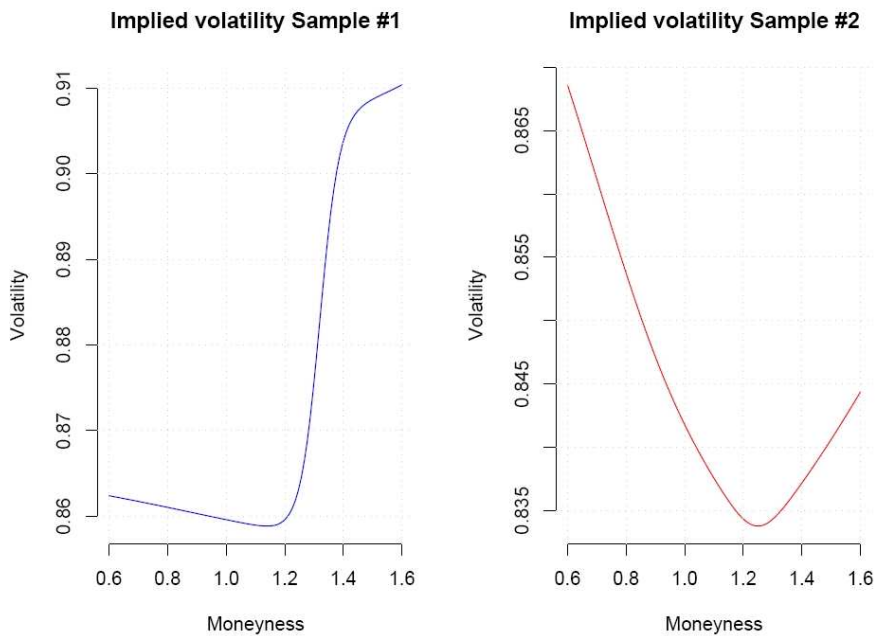 Implied volatility Sample #1
Volatility
0.91
0.90
0.89
0.88
0.87
0.86
0.6 0.8 1.0 1.2 1.4 1.6
Moneyness
Implied volatility Sample #2
Volatility
0.865
0.855
0.845
0.835
0.6 0.8 1.0 1.2 1.4 1.6
Moneyness